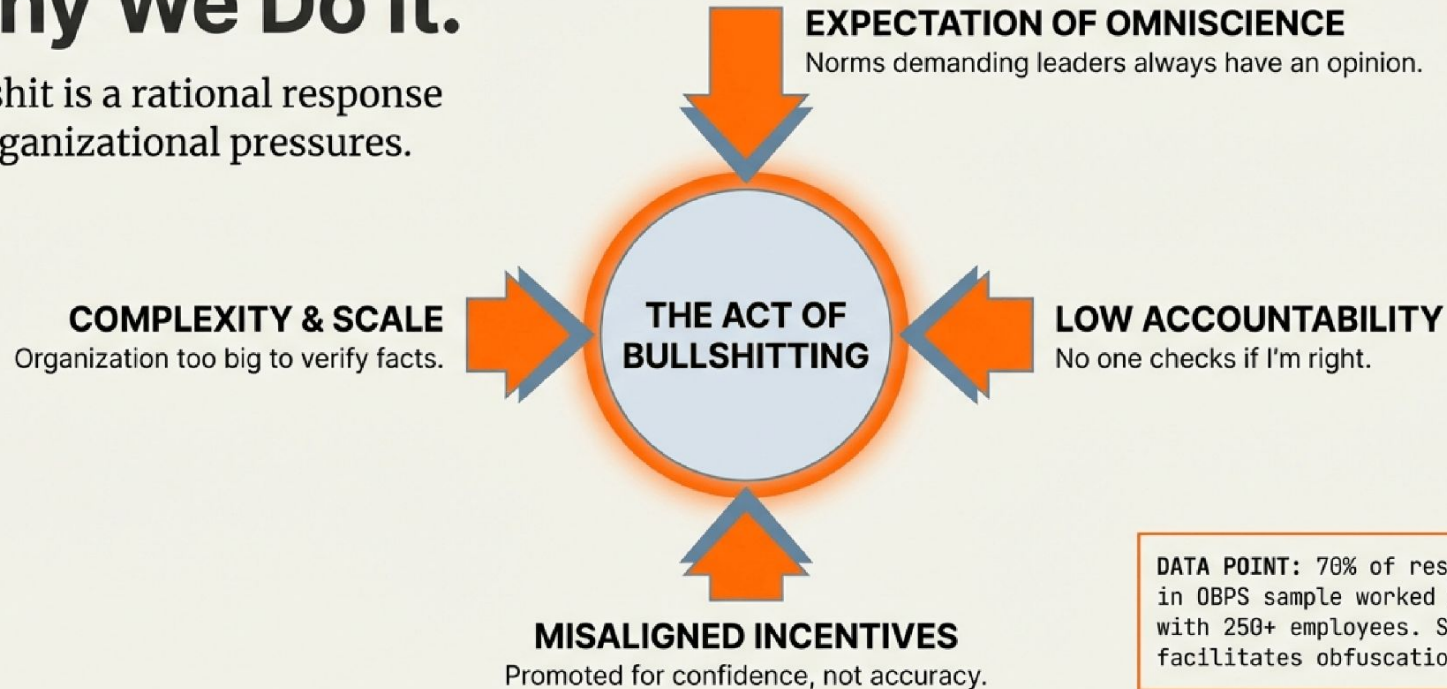 hy We Do It.
shit is a rational response
ganizational pressures.
EXPECTATION OF OMNISCIENCE
Norms demanding leaders always have an opinion.
COMPLEXITY & SCALE
Organization too big to verify facts.
THE ACT OF
BULLSHITTING
LOW ACCOUNTABILITY
No one checks if I'm right.
MISALIGNED INCENTIVES
Promoted for confidence, not accuracy.
DATA POINT: 70% of res
in OBPS sample worked
with 250+ employees. S
facilitates obfuscatio